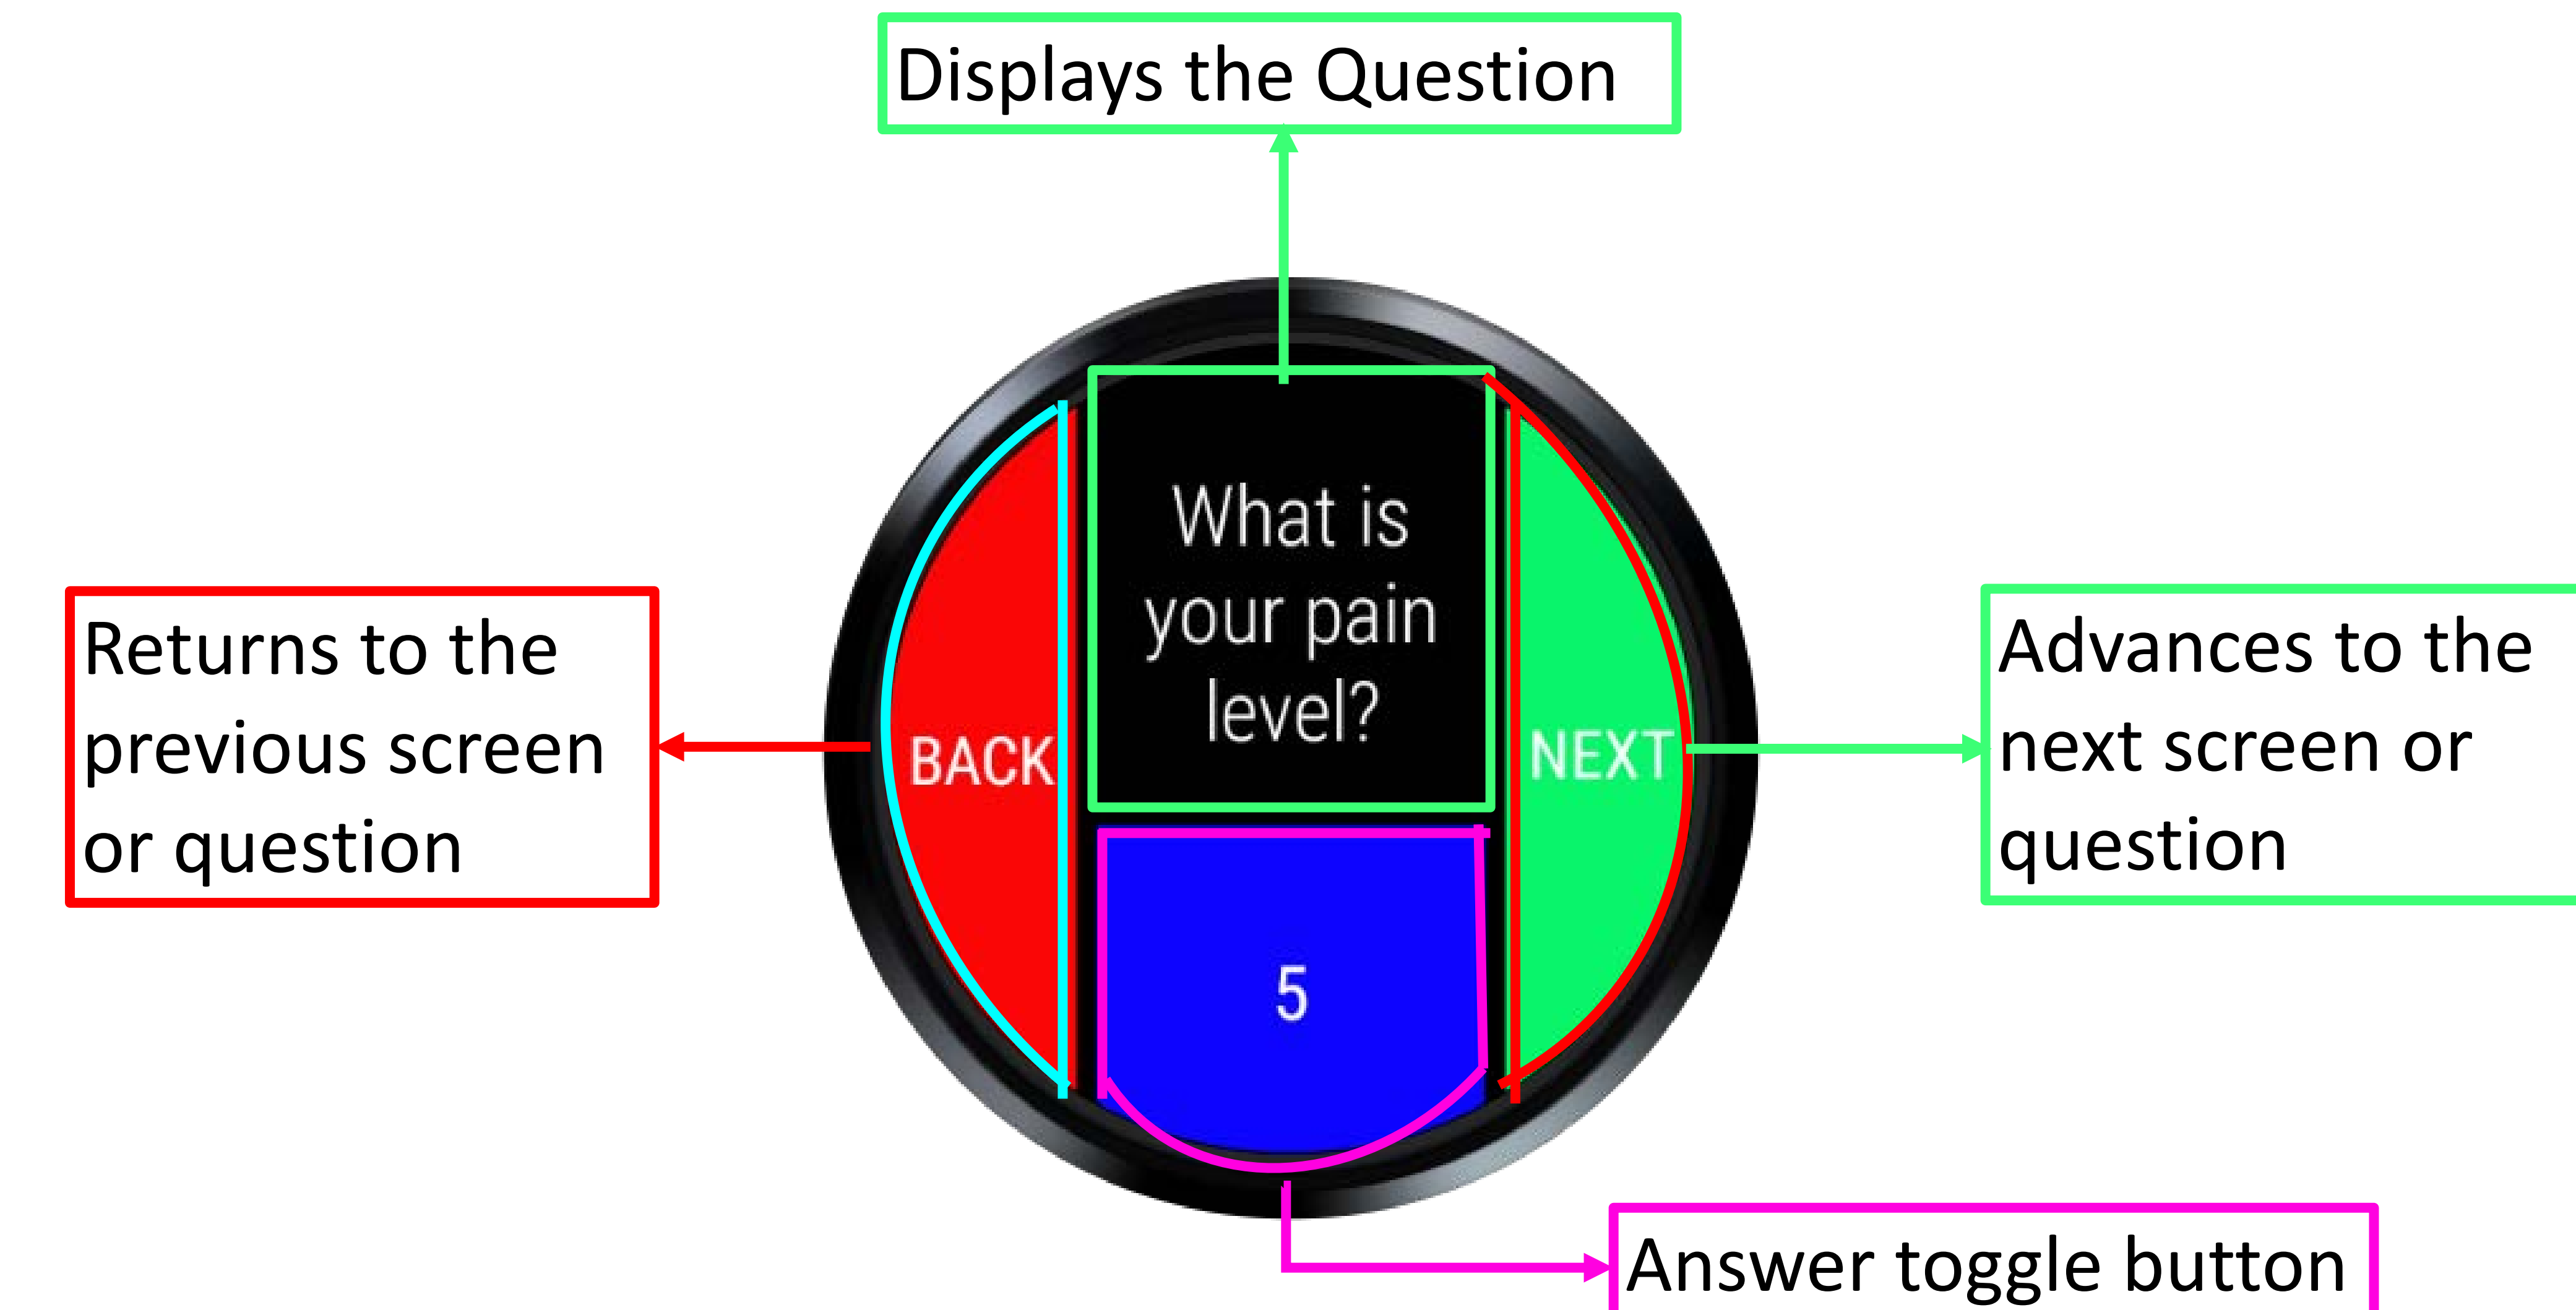 Displays the Question
What is
your pain
level?
Returns to the
previous screen
or question
BACK
NEXT
Advances to the
next screen or
question
5
Answer toggle button